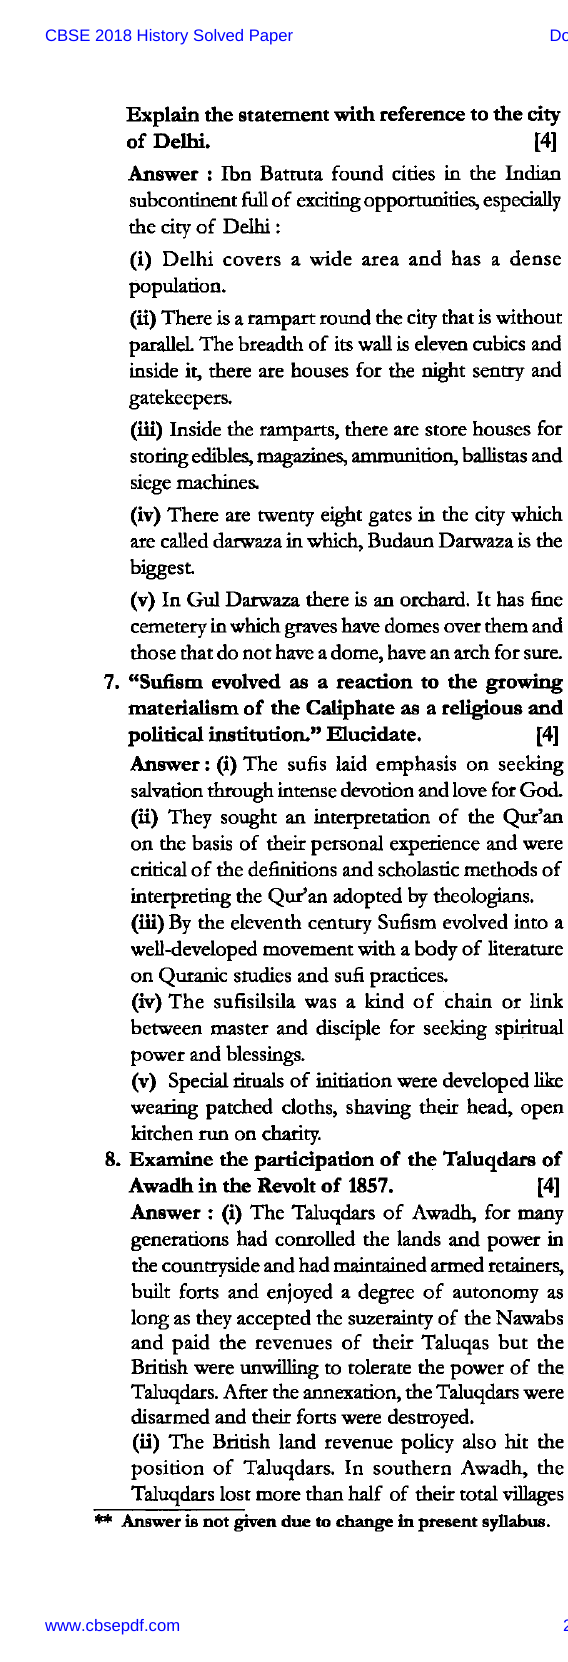 CBSE 2018 History Solved Paper Do
Explain the statement with reference to the city
of Delhi. [4]
Answer : Ibn Battuta found cities in the Indian
subcontinent full of exciting opportunities, especially
the city of Delhi :
(i) Delhi covers a wide area and has a dense
population.
(ii) There is a rampart round the city that is without
parallel. The breadth of its wall is eleven cubics and
inside it, there are houses for the night sentry and
gatekeepers.
(iii) Inside the ramparts, there are store houses for
storing edibles, magazines, ammunition, ballistas and
siege machines.
(iv) There are twenty eight gates in the city which
are called darwaza in which, Budaun Darwaza is the
biggest.
(v) In Gul Darwaza there is an orchard. It has fine
cemetery in which graves have domes over them and
those that do not have a dome, have an arch for sure.
7. “Sufism evolved as a reaction to the growing
materialism of the Caliphate as a religious and
political institution.” Elucidate. [4]
Answer : (i) The sufis laid emphasis on seeking
salvation through intense devotion and love for God.
(ii) They sought an interpretation of the Qur’an
on the basis of their personal experience and were
critical of the definitions and scholastic methods of
interpreting the Qur’an adopted by theologians.
(iii) By the eleventh century Sufism evolved into a
well-developed movement with a body of literature
on Quranic studies and sufi practices.
(iv) The sufisilsila was a kind of chain or link
between master and disciple for seeking spiritual
power and blessings.
(v) Special rituals of initiation were developed like
wearing patched cloths, shaving their head, open
kitchen run on charity.
8. Examine the participation of the Taluqdars of
Awadh in the Revolt of 1857. [4]
Answer : (i) The Taluqdars of Awadh, for many
generations had conrolled the lands and power in
the countryside and had maintained armed retainers,
built forts and enjoyed a degree of autonomy as
long as they accepted the suzerainty of the Nawabs
and paid the revenues of their Taluqas but the
British were unwilling to tolerate the power of the
Taluqdars. After the annexation, the Taluqdars were
disarmed and their forts were destroyed.
(ii) The British land revenue policy also hit the
position of Taluqdars. In southern Awadh, the
Taluqdars lost more than half of their total villages
** Answer is not given due to change in present syllabus.
www.cbsepdf.com 2